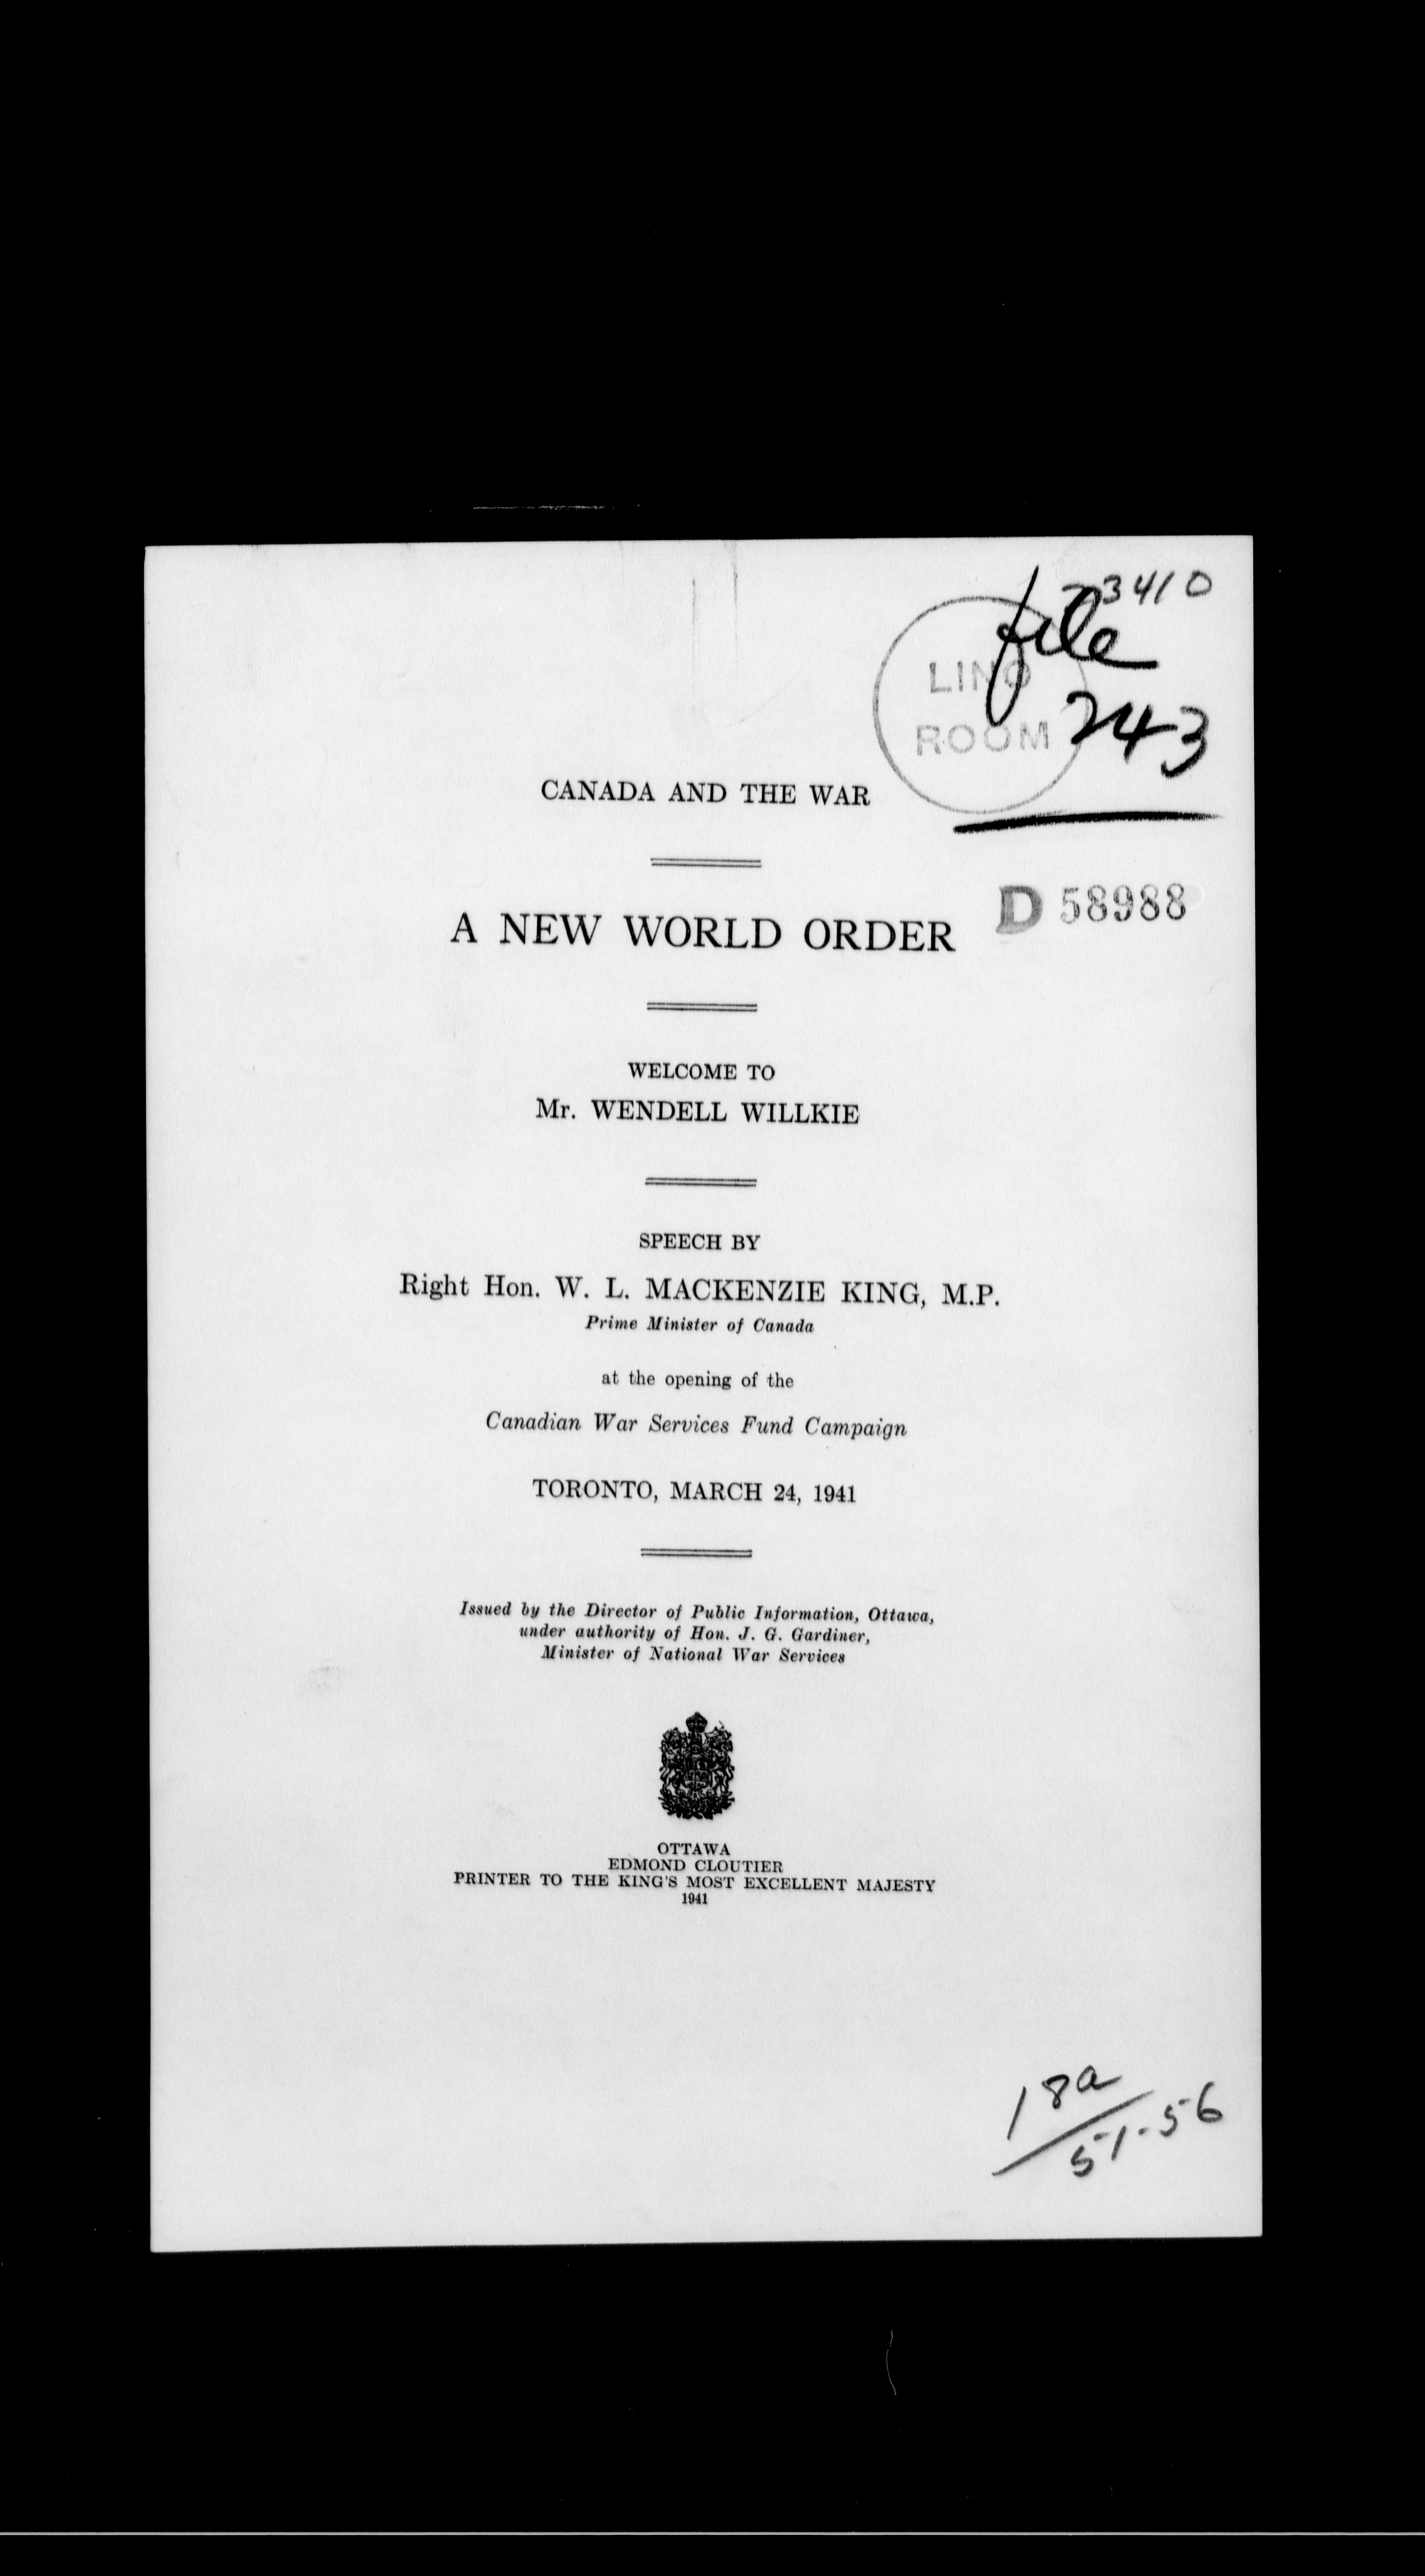 3410
file
LINO
ROOM
243
CANADA AND THE WAR
D 58988
A NEW WORLD ORDER
WELCOME TO
Mr. WENDELL WILLKIE
SPEECH BY
Right Hon. W. L. MACKENZIE KING, M.P.
Prime Minister of Canada
at the opening of the
Canadian War Services Fund Campaign
TORONTO, MARCH 24, 1941
Issued by the Director of Public Information, Ottawa,
under authority of Hon. J. G. Gardiner,
Minister of National War Services
OTTAWA
EDMOND CLOUTIER
PRINTER TO THE KING'S MOST EXCELLENT MAJESTY
1941
18a
51-56